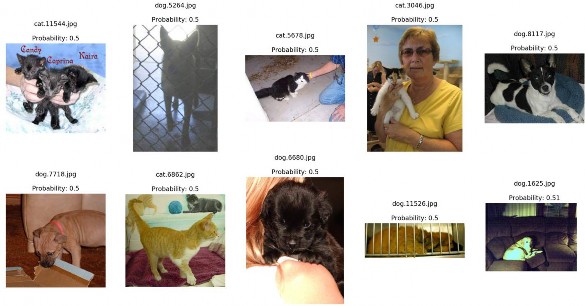 cat.11544.jpg
Probability: 0.5
Candy
Caprina
Kaira
dog.5264.jpg
Probability: 0.5
cat.5678.jpg
Probability: 0.5
cat.3046.jpg
Probability: 0.5
dog.8117.jpg
Probability: 0.5
dog.7718.jpg
Probability: 0.5
cat.6862.jpg
Probability: 0.5
dog.6680.jpg
Probability: 0.5
dog.11526.jpg
Probability: 0.5
dog.1625.jpg
Probability: 0.51